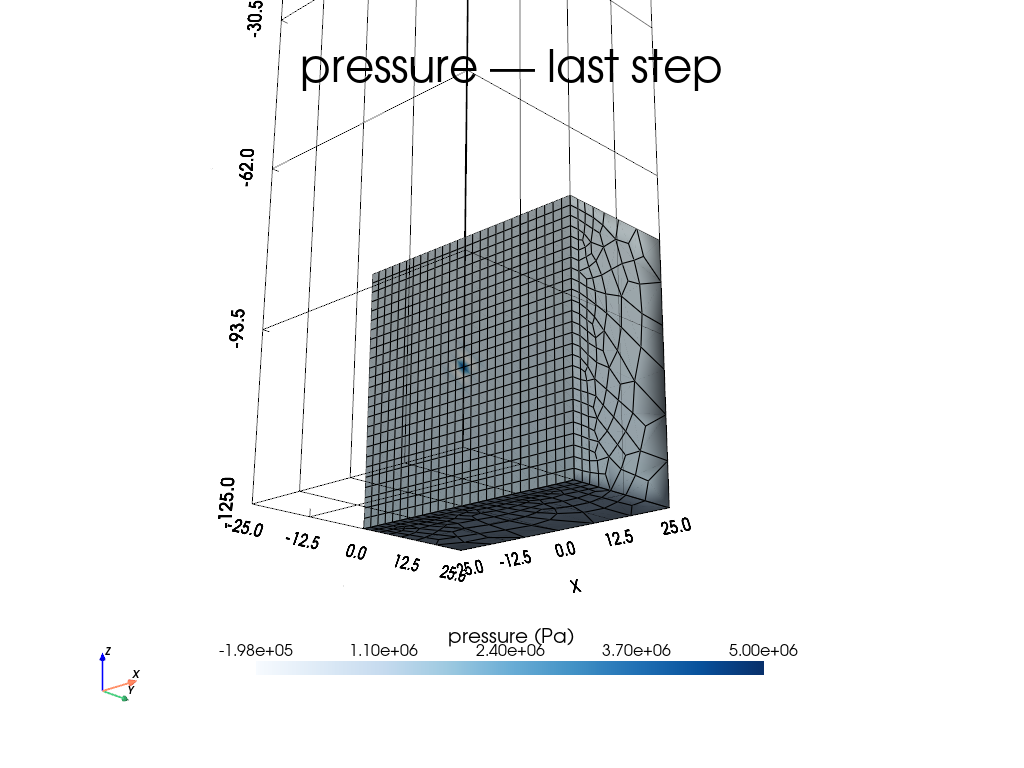 -30.5
pressure — last step
-62.0
-93.5
-125.0
-25.0 -12.5 0.0 12.5 25.0
-25.0 -12.5 0.0 12.5 25.0
X
pressure (Pa)
-1.98e+05 1.10e+06 2.40e+06 3.70e+06 5.00e+06
Z
X
Y